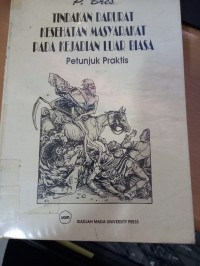 P. Bres
TINDAKAN DARURAT
KESEHATAN MASYARAKAT
PADA KEJADIAN LUAR BIASA
Petunjuk Praktis
GADJAH MADA UNIVERSITY PRESS